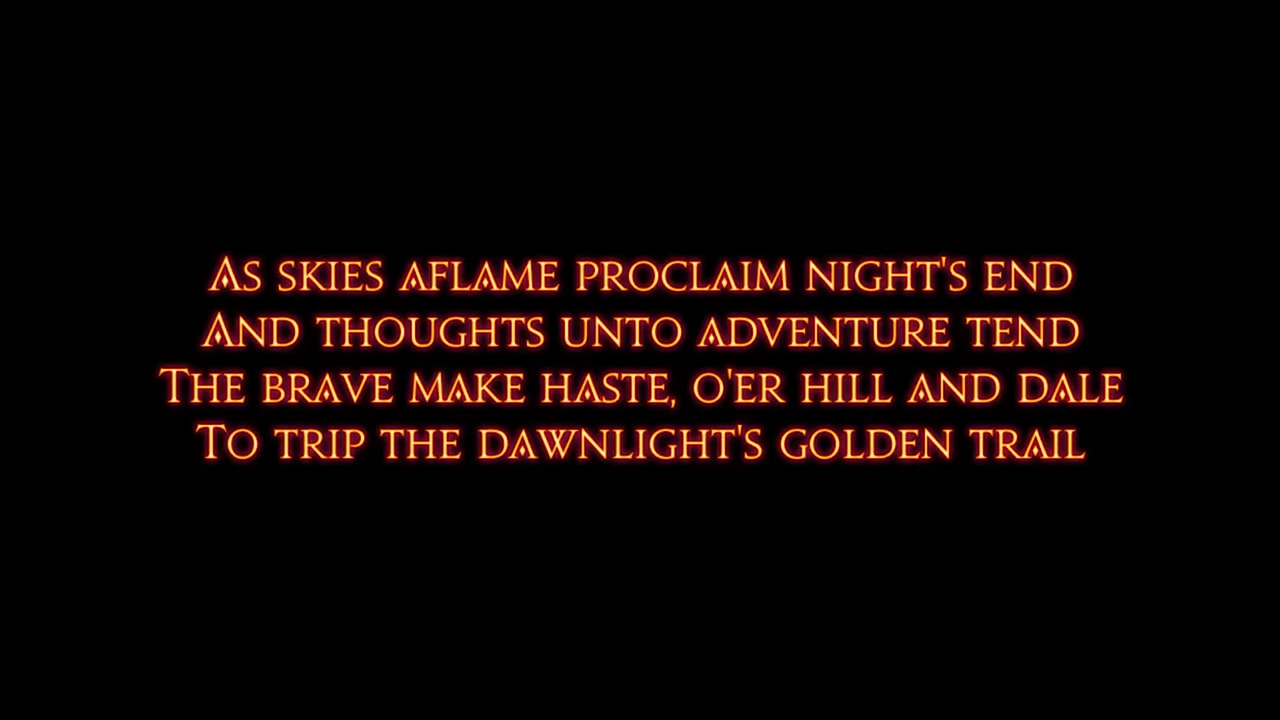 As skies aflame proclaim night's end
And thoughts unto adventure tend
The brave make haste, o'er hill and dale
To trip the dawnlight's golden trail